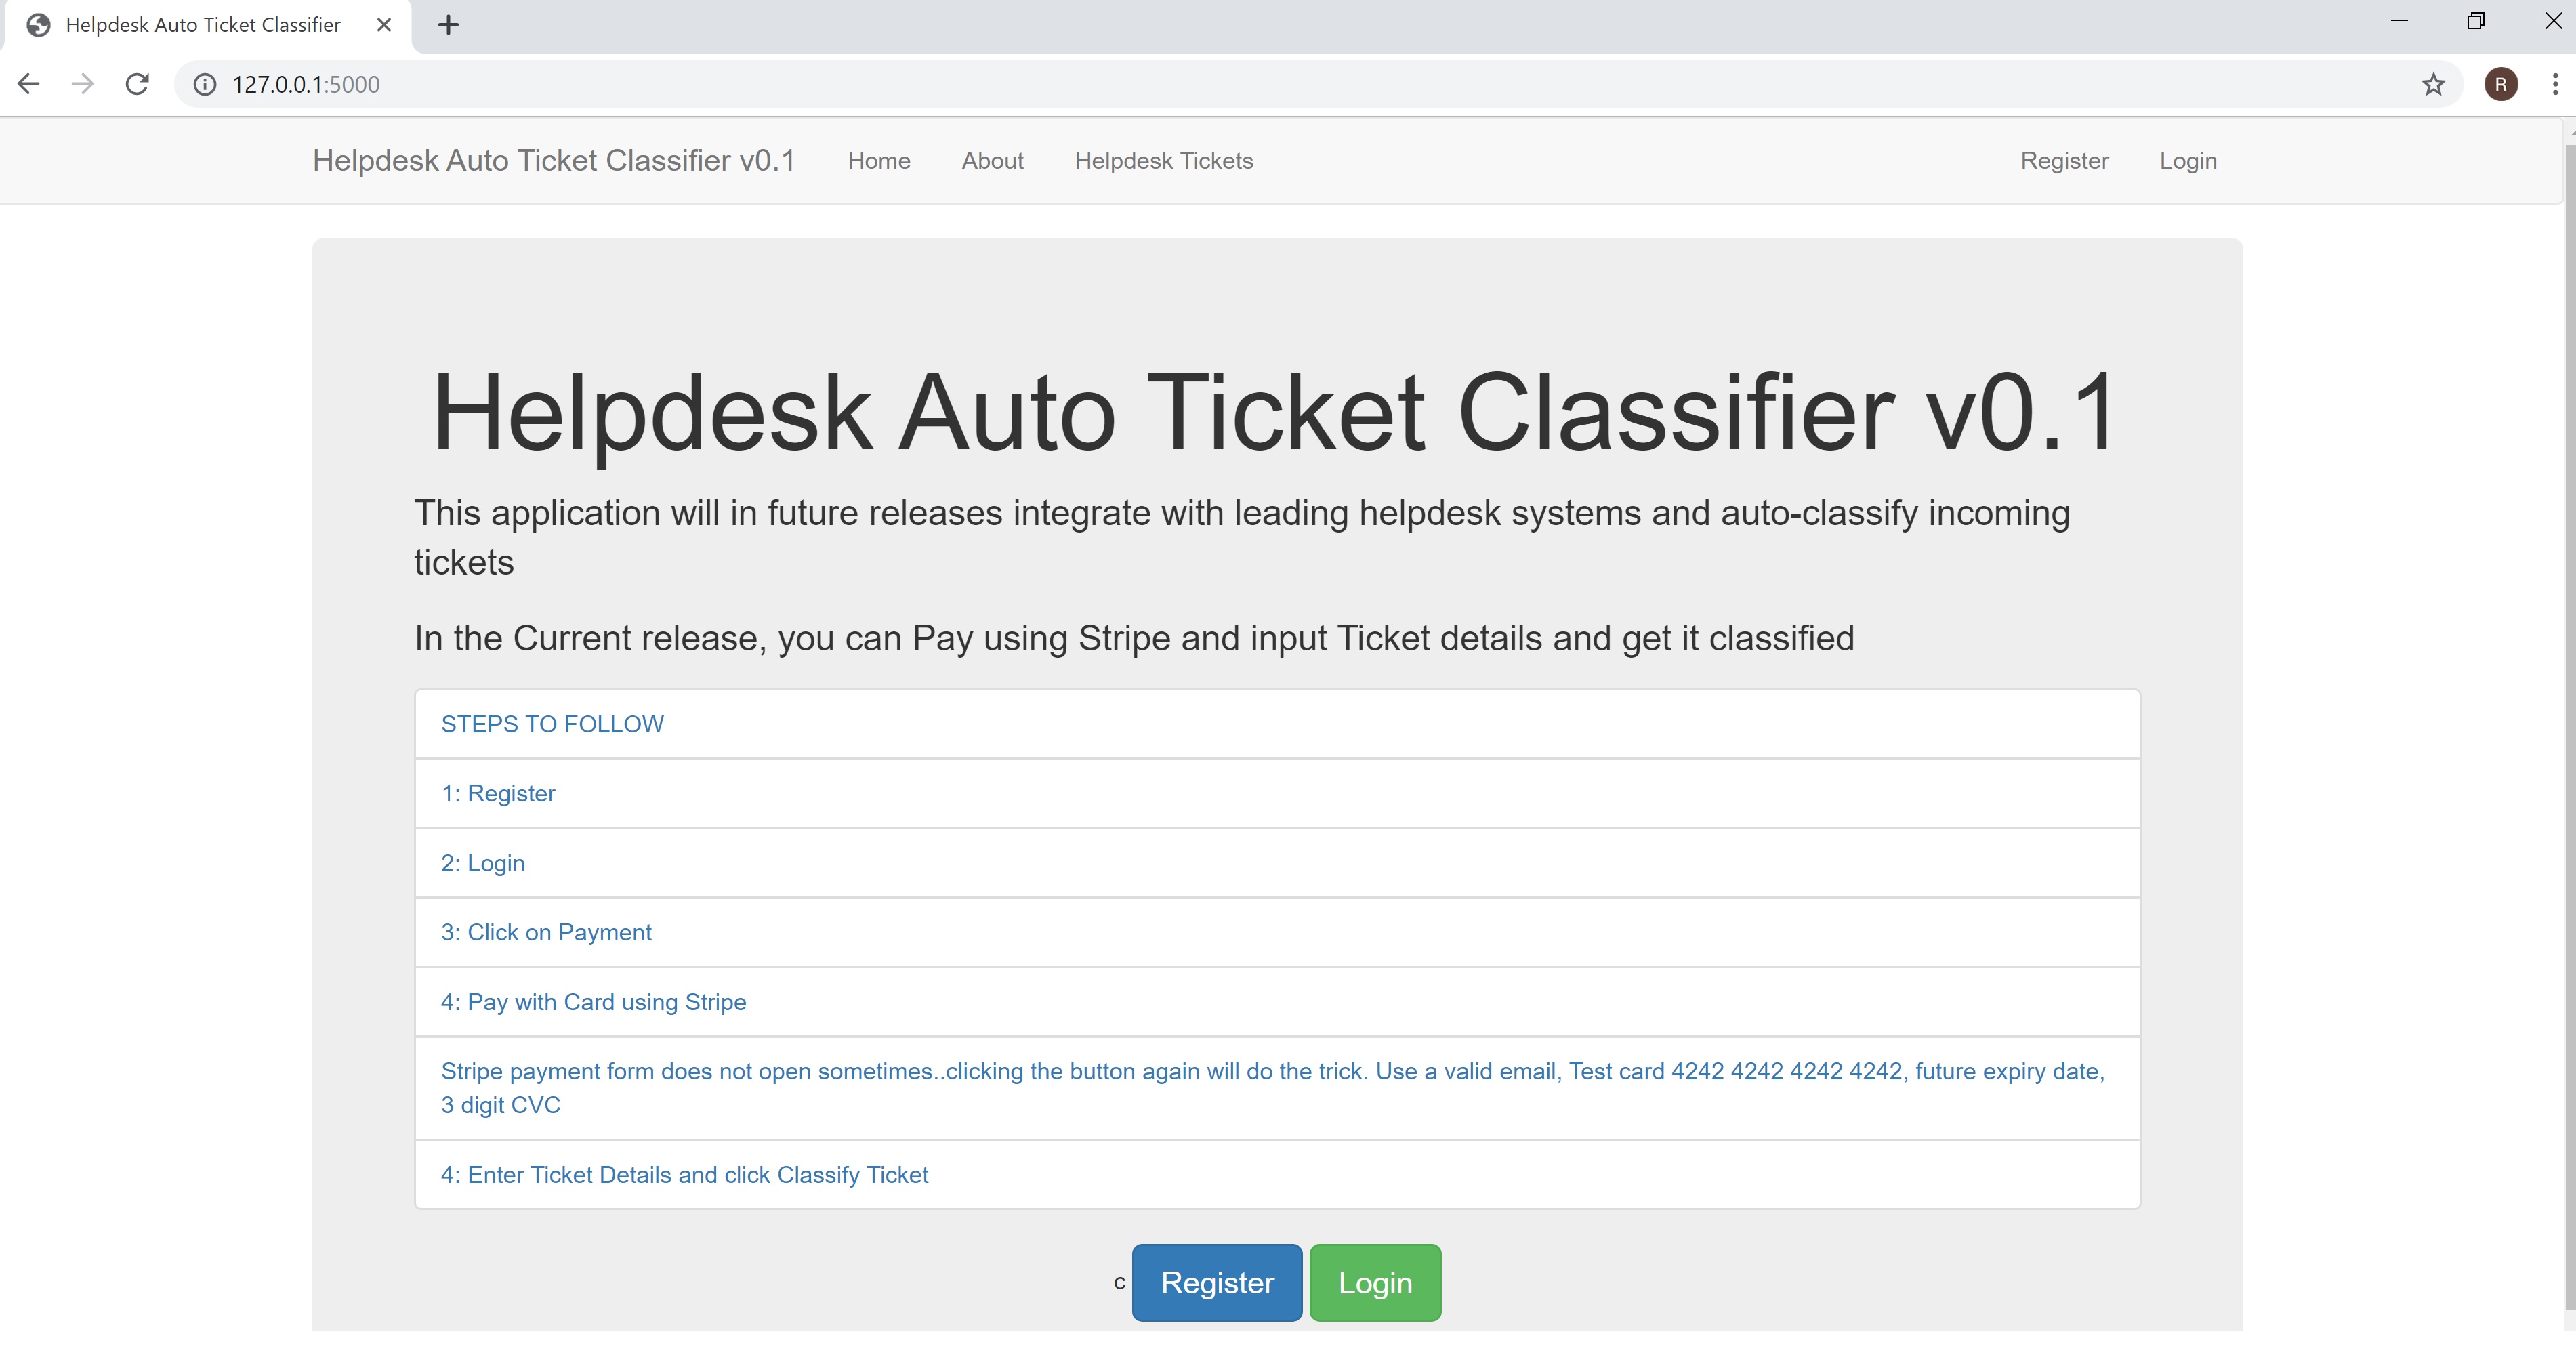 Helpdesk Auto Ticket Classifier
127.0.0.1:5000
R
Helpdesk Auto Ticket Classifier v0.1 Home About Helpdesk Tickets Register Login
Helpdesk Auto Ticket Classifier v0.1
This application will in future releases integrate with leading helpdesk systems and auto-classify incoming
tickets
In the Current release, you can Pay using Stripe and input Ticket details and get it classified
STEPS TO FOLLOW
1: Register
2: Login
3: Click on Payment
4: Pay with Card using Stripe
Stripe payment form does not open sometimes..clicking the button again will do the trick. Use a valid email, Test card 4242 4242 4242 4242, future expiry date,
3 digit CVC
4: Enter Ticket Details and click Classify Ticket
c Register Login